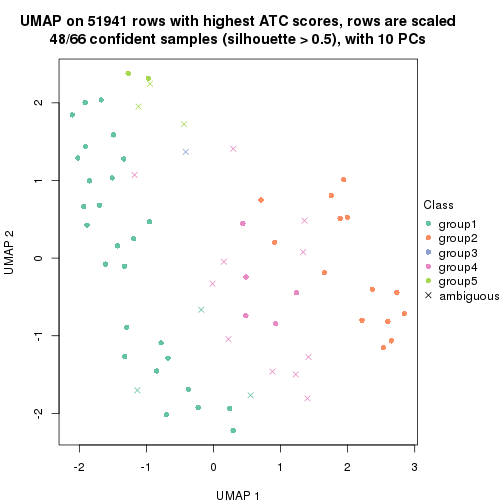 UMAP on 51941 rows with highest ATC scores, rows are scaled
48/66 confident samples (silhouette > 0.5), with 10 PCs
2
1
0
-1
-2
UMAP 2
-2
-1
0
1
2
3
UMAP 1
Class
group1
group2
group3
group4
group5
ambiguous